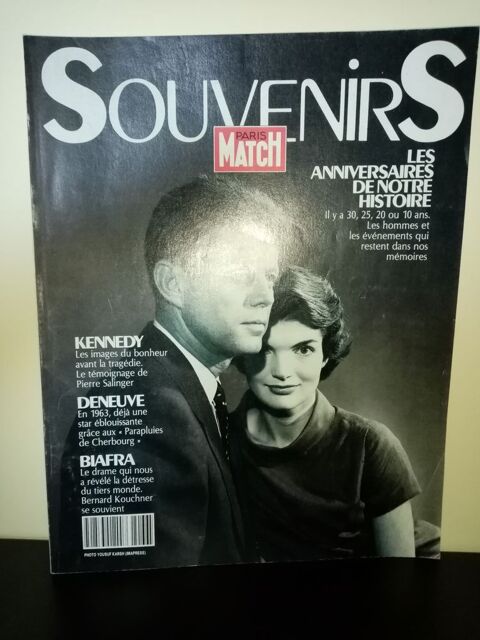 SOUVENIRS
PARIS
MATCH
LES
ANNIVERSAIRES
DE NOTRE
HISTOIRE
Il y a 30, 25, 20 ou 10 ans.
Les hommes et
les événements qui
restent dans nos
mémoires
KENNEDY
Les images du bonheur
avant la tragédie.
Le témoignage de
Pierre Salinger
DENEUVE
En 1963, déjà une
star éblouissante
grâce aux « Parapluies
de Cherbourg »
BIAFRA
Le drame qui nous
a révélé la détresse
du tiers monde.
Bernard Kouchner
se souvient
PHOTO YOUSUF KARSH (IMAPRESS)